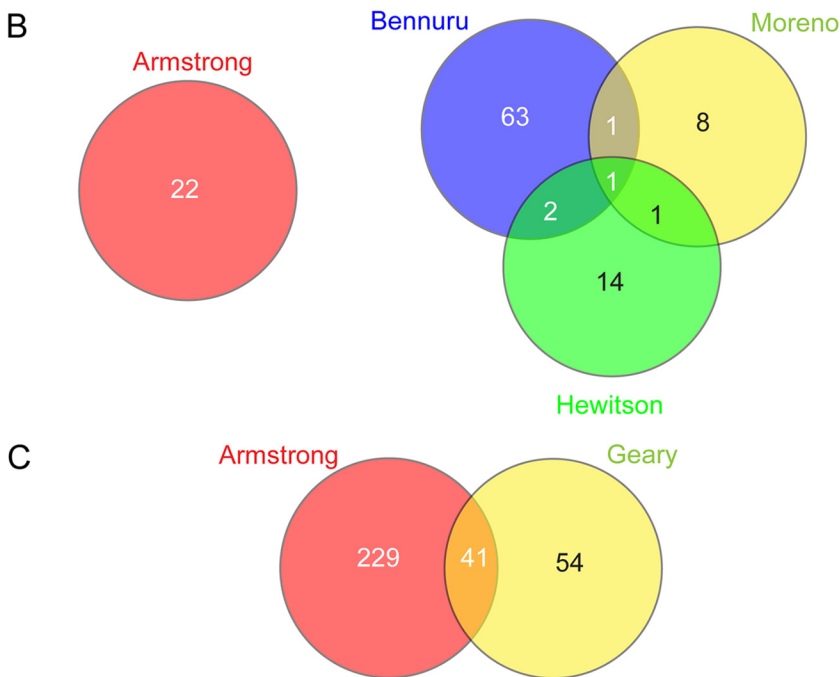 B
Bennuru
Moreno
Armstrong
63
1
8
22
1
2
1
14
Hewitson
C
Armstrong
Geary
229
41
54